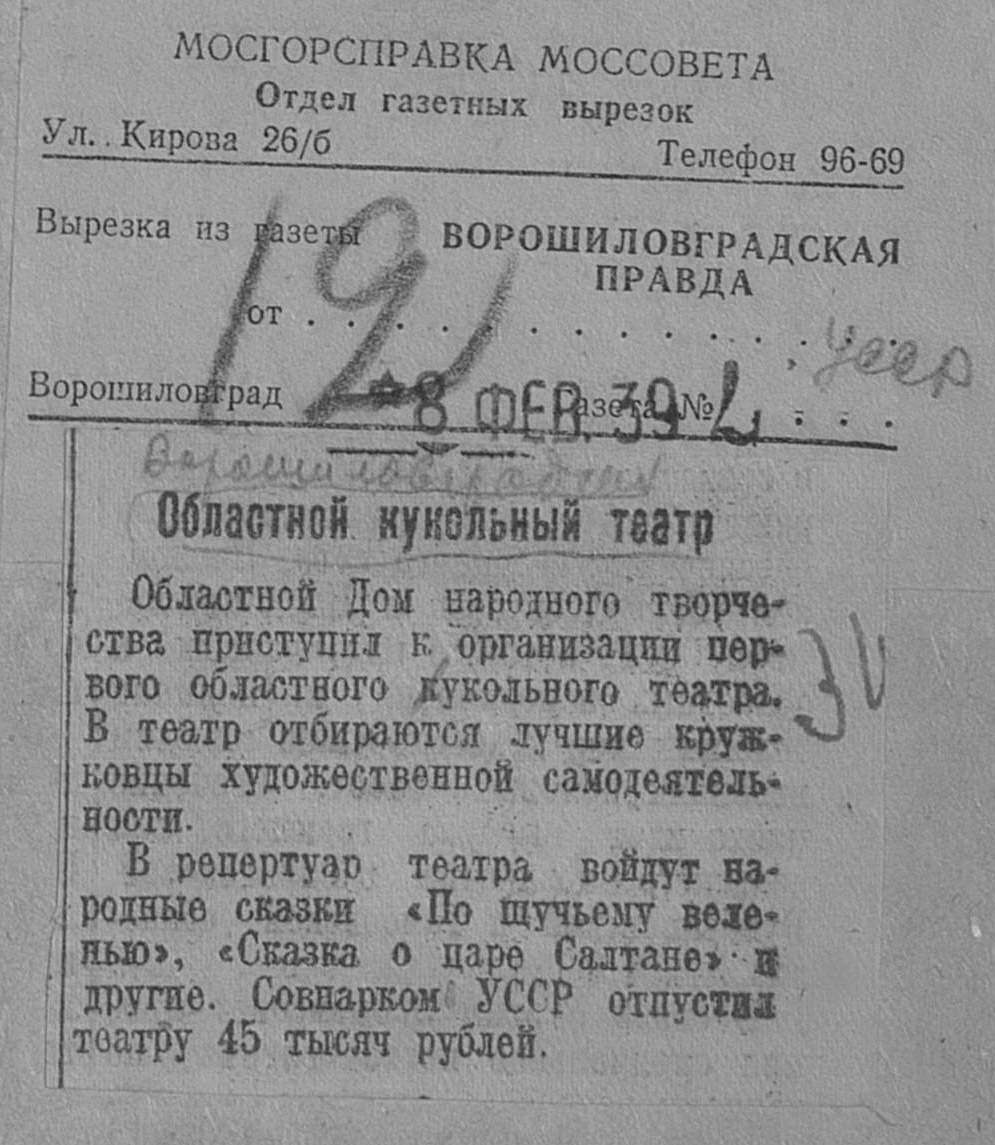 МОСГОРСПРАВКА МОССОВЕТА
Отдел газетных вырезок
Ул. Кирова 26/б Телефон 96-69
Вырезка из газеты ВОРОШИЛОВГРАДСКАЯ
ПРАВДА
от . . . . . . . . . . . . УССР
Ворошиловград 8 ФЕВ. 39 Газета № . . .
Ворошиловградский
Областной кукольный театр
Областной Дом народного творче-
ства приступил к организации пер-
вого областного кукольного театра.
В театр отбираются лучшие круж-
ковцы художественной самодеятель-
ности.
В репертуар театра войдут на-
родные сказки «По щучьему веле-
нью», «Сказка о царе Салтане» и
другие. Совнарком УССР отпустил
театру 45 тысяч рублей.